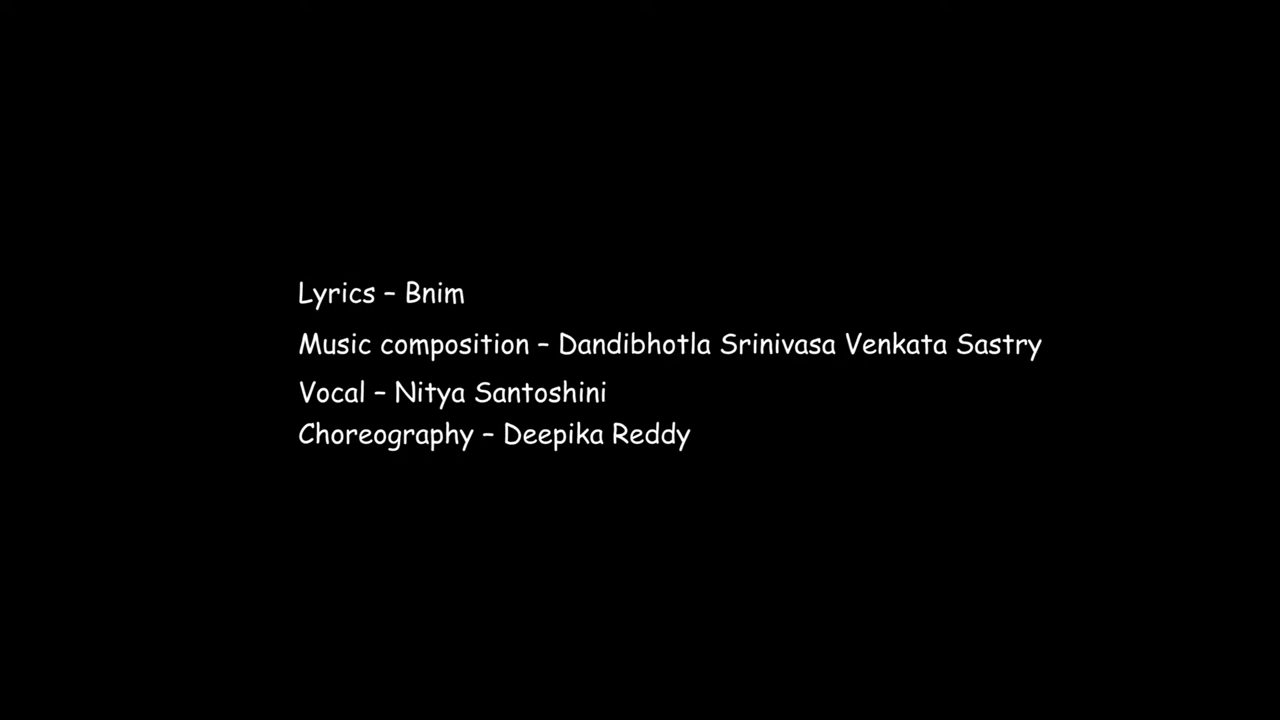 Lyrics – Bnim
Music composition – Dandibhotla Srinivasa Venkata Sastry
Vocal – Nitya Santoshini
Choreography – Deepika Reddy